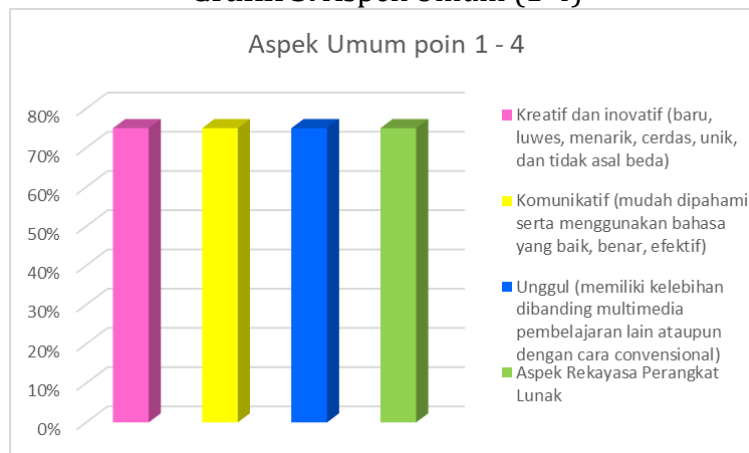 Aspek Umum poin 1 - 4
80%
70%
60%
50%
40%
30%
20%
10%
0%
Kreatif dan inovatif (baru,
luwes, menarik, cerdas, unik,
dan tidak asal beda)
Komunikatif (mudah dipahami
serta menggunakan bahasa
yang baik, benar, efektif)
Unggul (memiliki kelebihan
dibanding multimedia
pembelajaran lain ataupun
dengan cara convensional)
Aspek Rekayasa Perangkat
Lunak